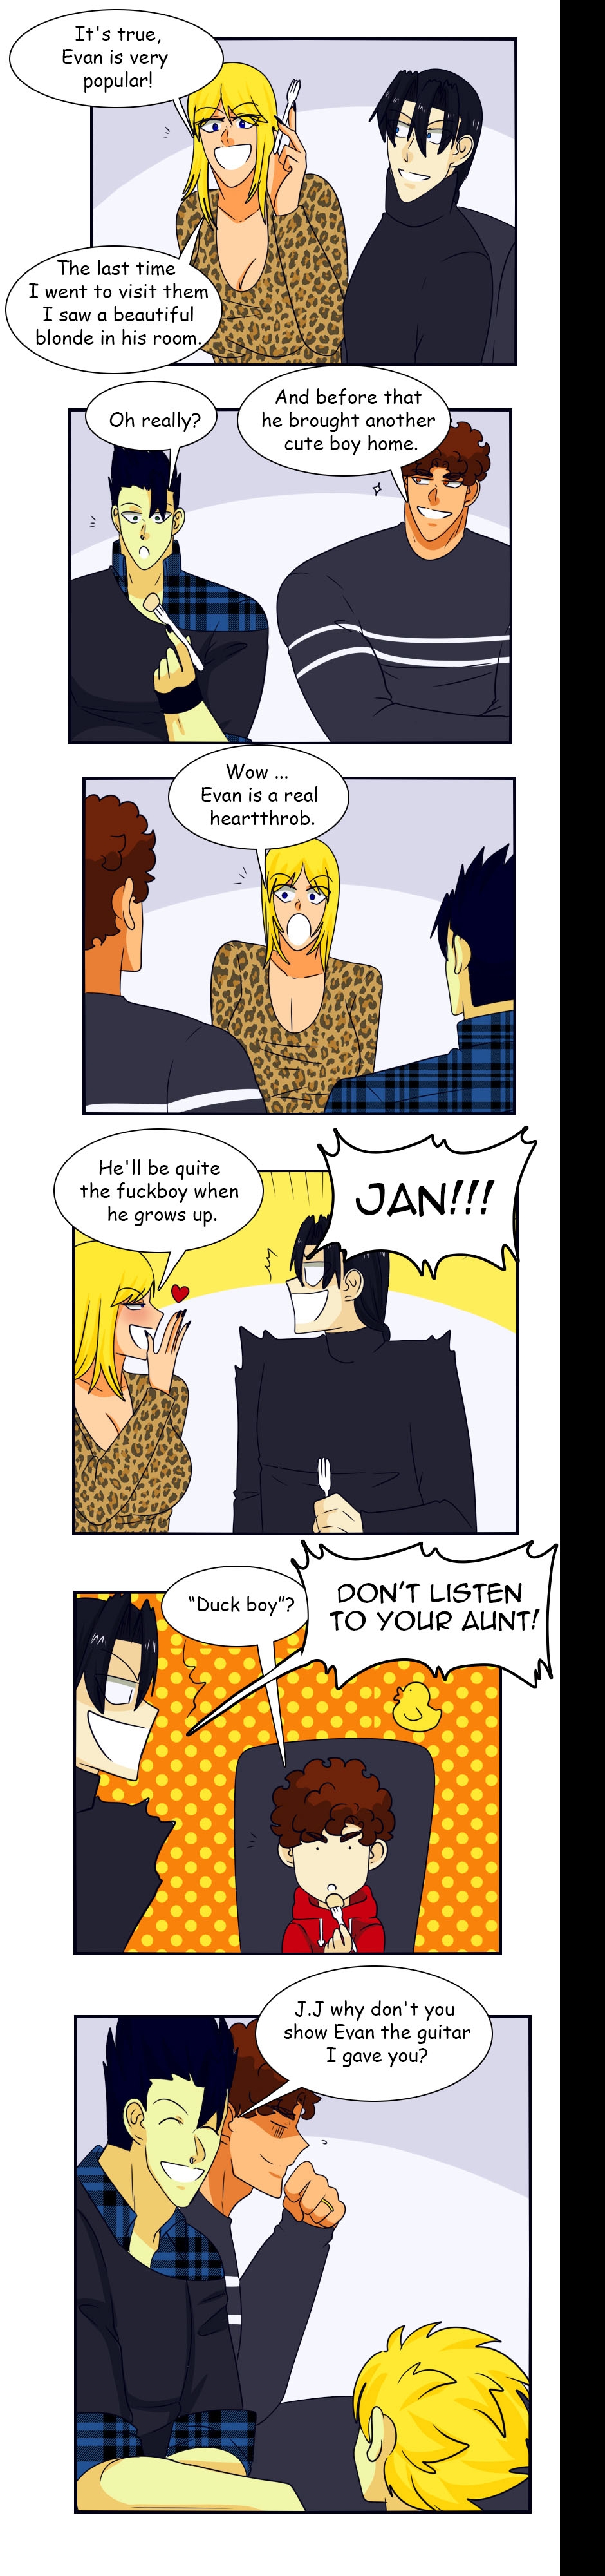 It's true,
Evan is very
popular!
The last time
I went to visit them
I saw a beautiful
blonde in his room.
Oh really?
And before that
he brought another
cute boy home.
Wow ...
Evan is a real
heartthrob.
He'll be quite
the fuckboy when
he grows up.
JAN!!!
“Duck boy”?
DON'T LISTEN
TO YOUR AUNT!
J.J why don't you
show Evan the guitar
I gave you?